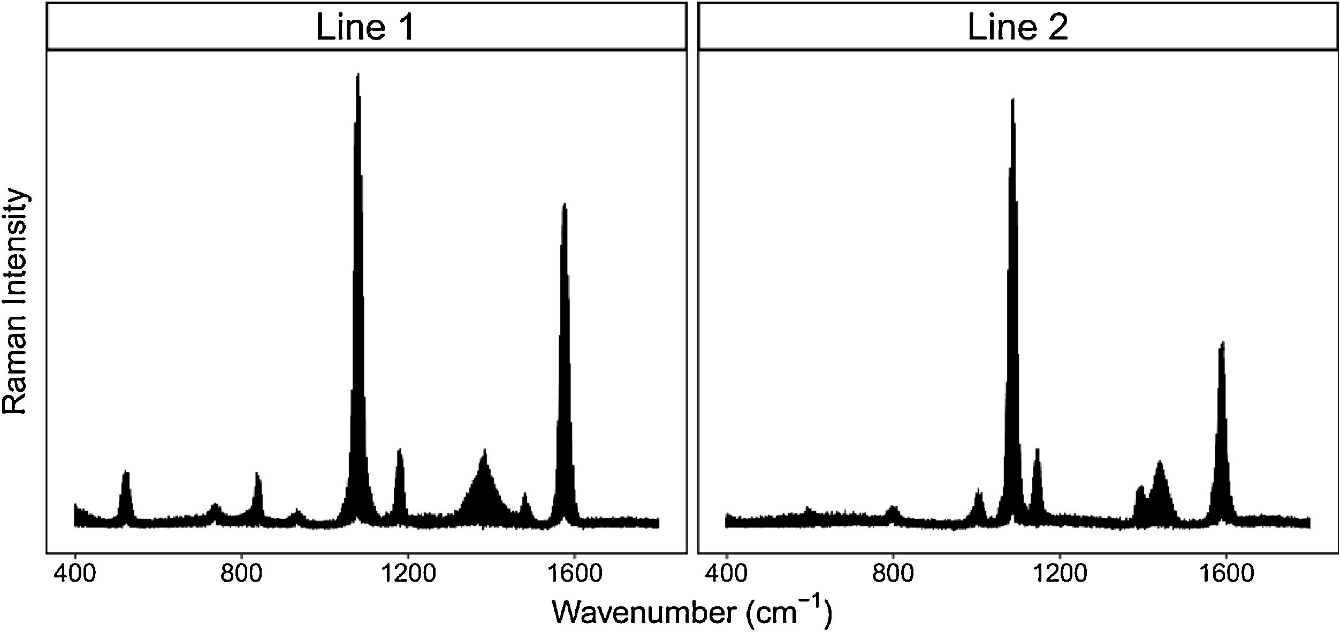 Line 1
Line 2
Raman Intensity
400 800 1200 1600
400 800 1200 1600
Wavenumber (cm⁻¹)